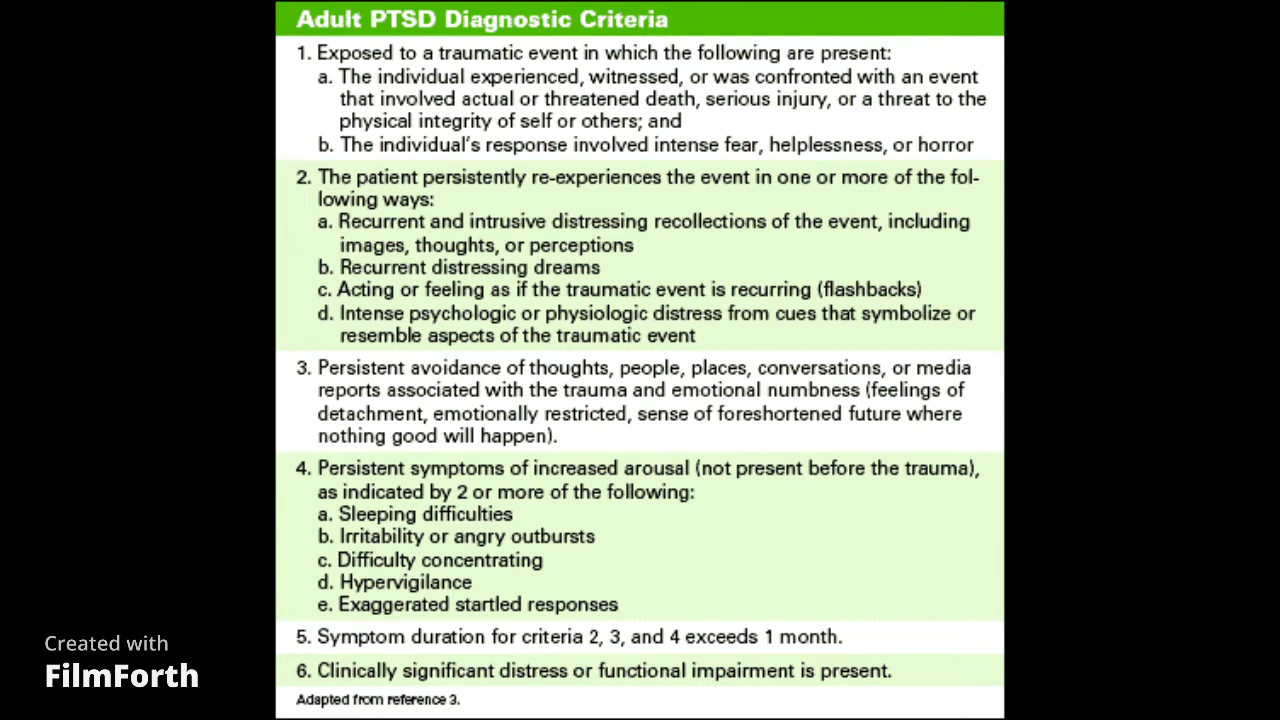 Adult PTSD Diagnostic Criteria
1. Exposed to a traumatic event in which the following are present:
a. The individual experienced, witnessed, or was confronted with an event
that involved actual or threatened death, serious injury, or a threat to the
physical integrity of self or others; and
b. The individual's response involved intense fear, helplessness, or horror
2. The patient persistently re-experiences the event in one or more of the fol-
lowing ways:
a. Recurrent and intrusive distressing recollections of the event, including
images, thoughts, or perceptions
b. Recurrent distressing dreams
c. Acting or feeling as if the traumatic event is recurring (flashbacks)
d. Intense psychologic or physiologic distress from cues that symbolize or
resemble aspects of the traumatic event
3. Persistent avoidance of thoughts, people, places, conversations, or media
reports associated with the trauma and emotional numbness (feelings of
detachment, emotionally restricted, sense of foreshortened future where
nothing good will happen).
4. Persistent symptoms of increased arousal (not present before the trauma),
as indicated by 2 or more of the following:
a. Sleeping difficulties
b. Irritability or angry outbursts
c. Difficulty concentrating
d. Hypervigilance
e. Exaggerated startled responses
5. Symptom duration for criteria 2, 3, and 4 exceeds 1 month.
6. Clinically significant distress or functional impairment is present.
Adapted from reference 3.
Created with
FilmForth